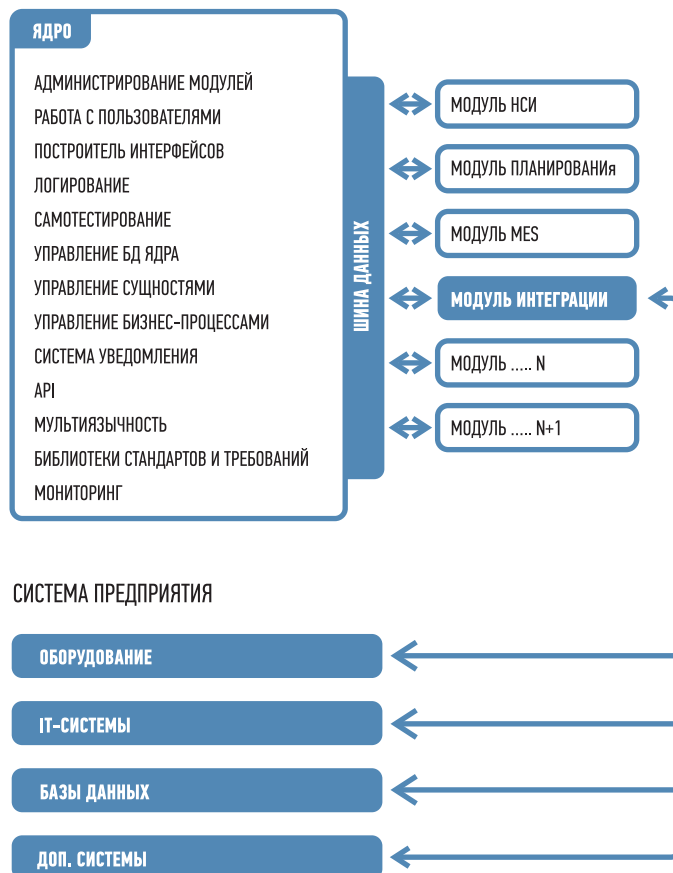 ЯДРО
АДМИНИСТРИРОВАНИЕ МОДУЛЕЙ
РАБОТА С ПОЛЬЗОВАТЕЛЯМИ
ПОСТРОИТЕЛЬ ИНТЕРФЕЙСОВ
ЛОГИРОВАНИЕ
САМОТЕСТИРОВАНИЕ
УПРАВЛЕНИЕ БД ЯДРА
УПРАВЛЕНИЕ СУЩНОСТЯМИ
УПРАВЛЕНИЕ БИЗНЕС-ПРОЦЕССАМИ
СИСТЕМА УВЕДОМЛЕНИЯ
API
МУЛЬТИЯЗЫЧНОСТЬ
БИБЛИОТЕКИ СТАНДАРТОВ И ТРЕБОВАНИЙ
МОНИТОРИНГ
ШИНА ДАННЫХ
МОДУЛЬ НСИ
МОДУЛЬ ПЛАНИРОВАНИя
МОДУЛЬ MES
МОДУЛЬ ИНТЕГРАЦИИ
МОДУЛЬ ..... N
МОДУЛЬ ..... N+1
СИСТЕМА ПРЕДПРИЯТИЯ
ОБОРУДОВАНИЕ
IT-СИСТЕМЫ
БАЗЫ ДАННЫХ
ДОП. СИСТЕМЫ